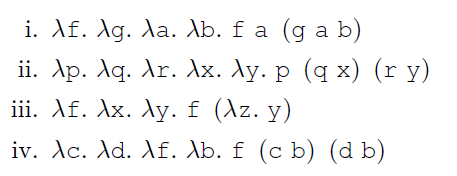 i. λf. λg. λa. λb. f a (g a b)
ii. λp. λq. λr. λx. λy. p (q x) (r y)
iii. λf. λx. λy. f (λz. y)
iv. λc. λd. λf. λb. f (c b) (d b)